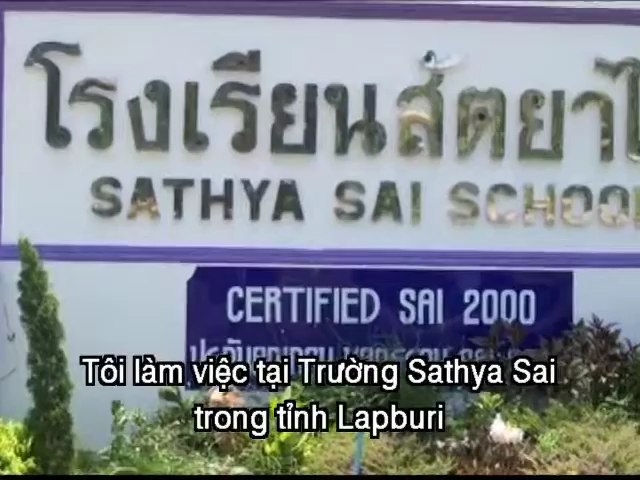 โรงเรียนสัตยาไ
SATHYA SAI SCHOO
CERTIFIED SAI 2000
Tôi làm việc tại Trường Sathya Sai
trong tỉnh Lapburi